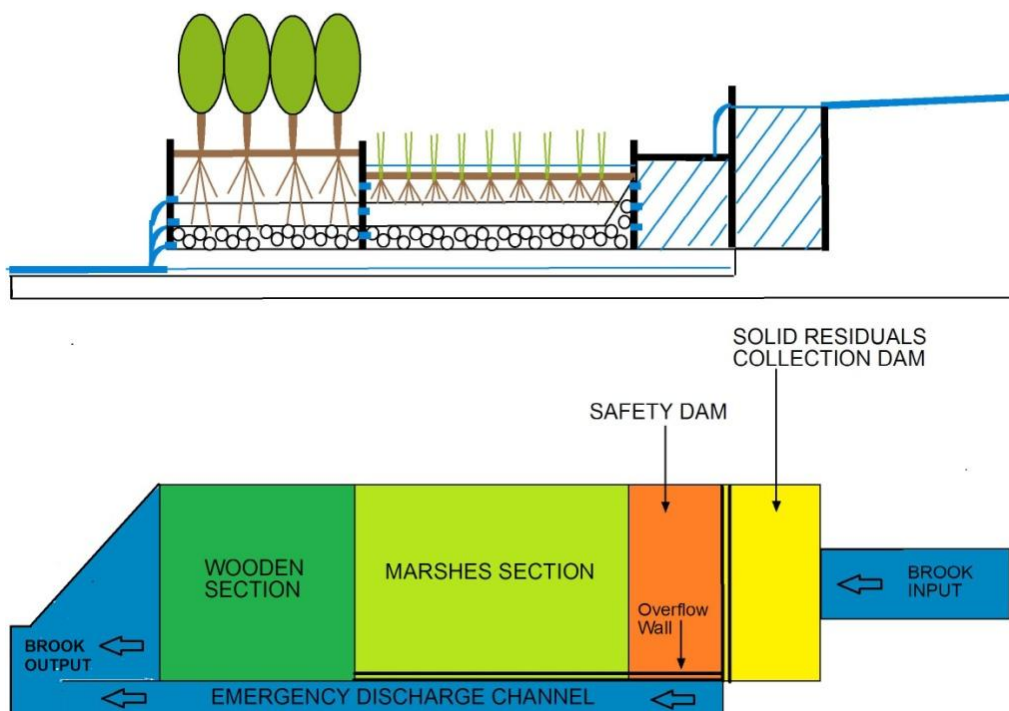 SOLID RESIDUALS
COLLECTION DAM
SAFETY DAM
WOODEN
SECTION
MARSHES SECTION
BROOK
INPUT
Overflow
Wall
BROOK
OUTPUT
EMERGENCY DISCHARGE CHANNEL